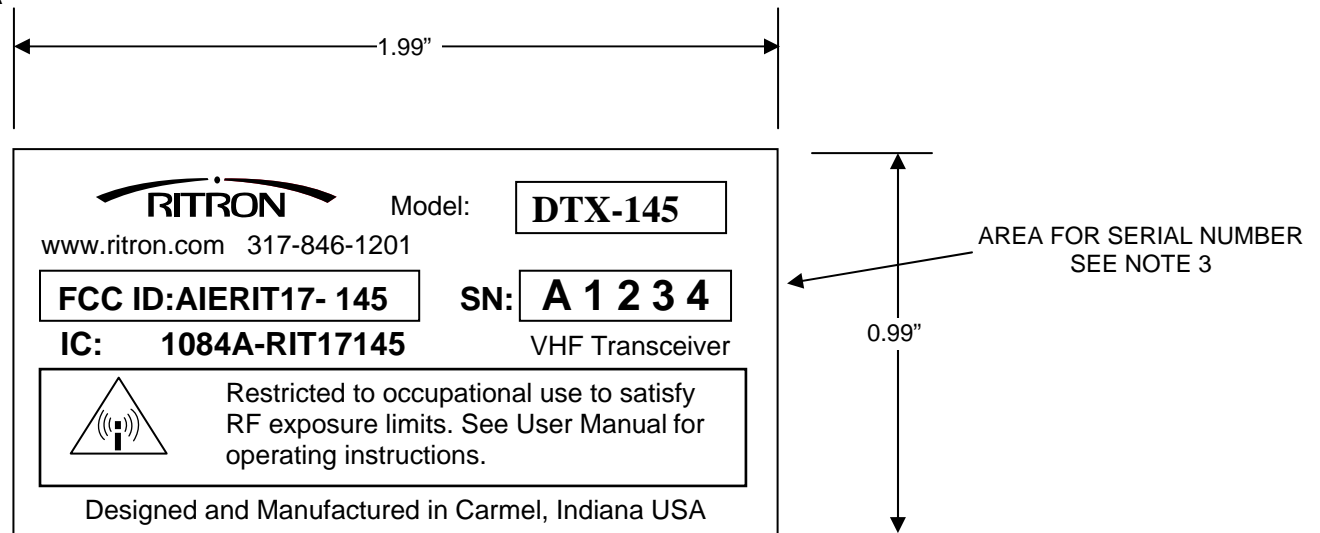 1.99”
RITRON
Model: DTX-145
www.ritron.com 317-846-1201
FCC ID:AIERIT17- 145
SN: A 1 2 3 4
IC: 1084A-RIT17145
VHF Transceiver
Restricted to occupational use to satisfy
RF exposure limits. See User Manual for
operating instructions.
Designed and Manufactured in Carmel, Indiana USA
AREA FOR SERIAL NUMBER
SEE NOTE 3
0.99”